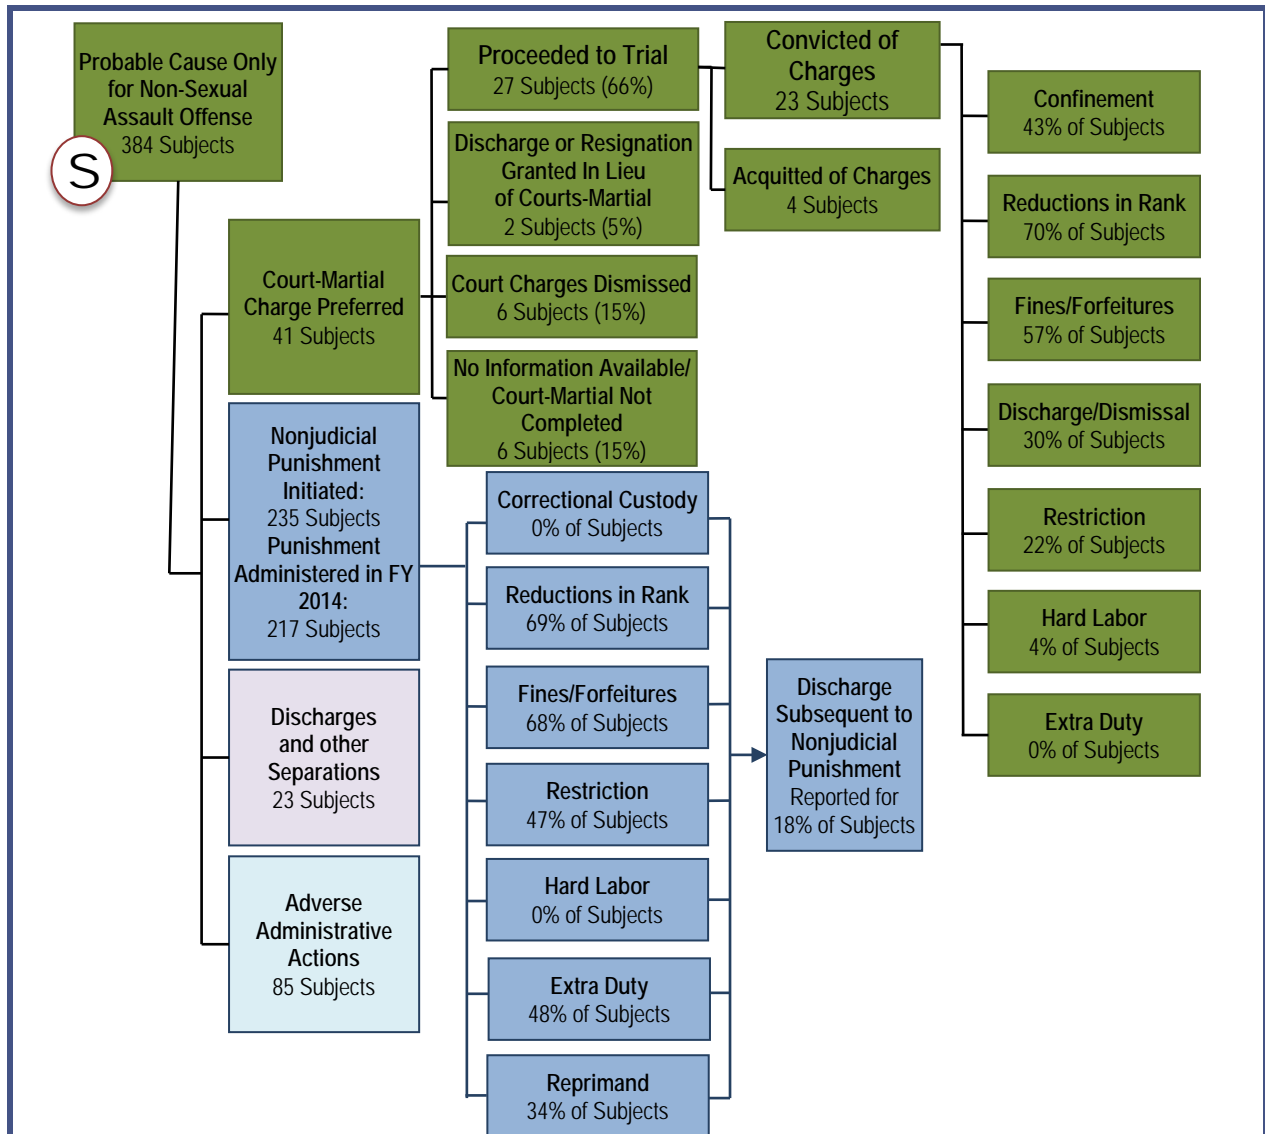 Probable Cause Only
for Non-Sexual
Assault Offense
384 Subjects
S
Court-Martial
Charge Preferred
41 Subjects
Nonjudicial
Punishment
Initiated:
235 Subjects
Punishment
Administered in FY
2014:
217 Subjects
Discharges
and other
Separations
23 Subjects
Adverse
Administrative
Actions
85 Subjects
Proceeded to Trial
27 Subjects (66%)
Discharge or Resignation
Granted In Lieu
of Courts-Martial
2 Subjects (5%)
Court Charges Dismissed
6 Subjects (15%)
No Information Available/
Court-Martial Not
Completed
6 Subjects (15%)
Convicted of
Charges
23 Subjects
Acquitted of Charges
4 Subjects
Confinement
43% of Subjects
Reductions in Rank
70% of Subjects
Fines/Forfeitures
57% of Subjects
Discharge/Dismissal
30% of Subjects
Restriction
22% of Subjects
Hard Labor
4% of Subjects
Extra Duty
0% of Subjects
Correctional Custody
0% of Subjects
Reductions in Rank
69% of Subjects
Fines/Forfeitures
68% of Subjects
Restriction
47% of Subjects
Hard Labor
0% of Subjects
Extra Duty
48% of Subjects
Reprimand
34% of Subjects
Discharge
Subsequent to
Nonjudicial
Punishment
Reported for
18% of Subjects